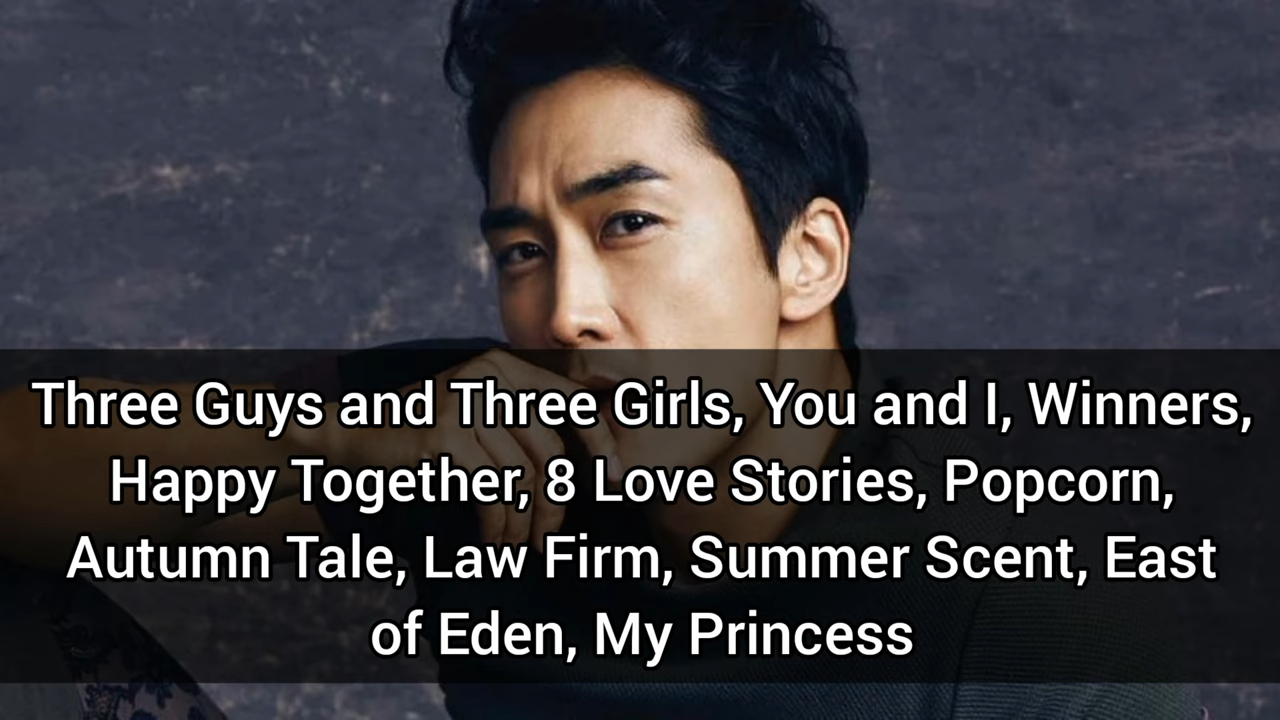 Three Guys and Three Girls, You and I, Winners,
Happy Together, 8 Love Stories, Popcorn,
Autumn Tale, Law Firm, Summer Scent, East
of Eden, My Princess